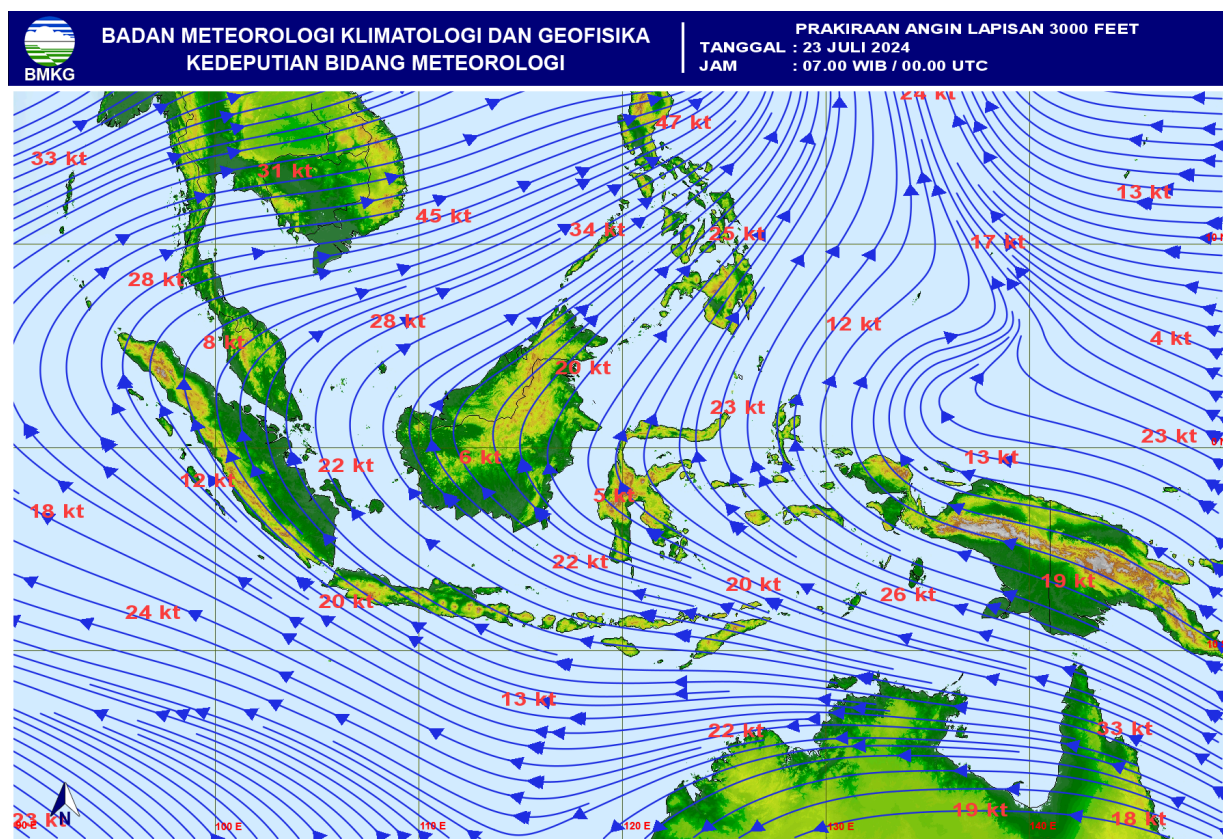 BMKG
BADAN METEOROLOGI KLIMATOLOGI DAN GEOFISIKA
KEDEPUTIAN BIDANG METEOROLOGI
PRAKIRAAN ANGIN LAPISAN 3000 FEET
TANGGAL : 23 JULI 2024
JAM : 07.00 WIB / 00.00 UTC
24 kt
47 kt
33 kt
31 kt
13 kt
45 kt
34 kt
25 kt
17 kt
28 kt
28 kt
12 kt
8 kt
4 kt
20 kt
23 kt
23 kt
6 kt
13 kt
22 kt
12 kt
5 kt
18 kt
22 kt
19 kt
20 kt
26 kt
20 kt
24 kt
13 kt
22 kt
33 kt
19 kt
18 kt
23 kt
N
100 E
110 E
120 E
130 E
140 E